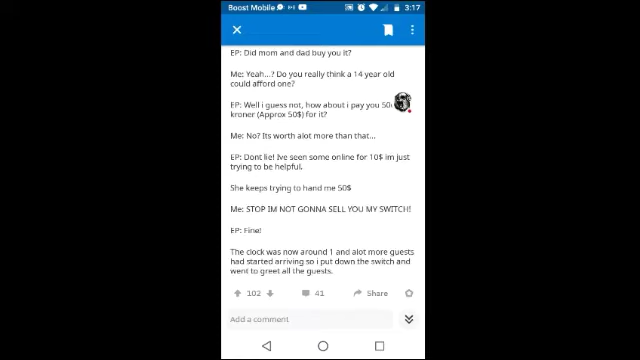 Boost Mobile 3:17
EP: Did mom and dad buy you it?
Me: Yeah...? Do you really think a 14 year old
could afford one?
EP: Well i guess not, how about i pay you
kroner (Approx 50$) for it?
Me: No? Its worth alot more than that...
EP: Dont lie! Ive seen some online for 10$ im just
trying to be helpful.
She keeps trying to hand me 50$
Me: STOP IM NOT GONNA SELL YOU MY SWITCH!
EP: Fine!
The clock was now around 1 and alot more guests
had started arriving so i put down the switch and
went to greet all the guests.
102 41 Share
Add a comment